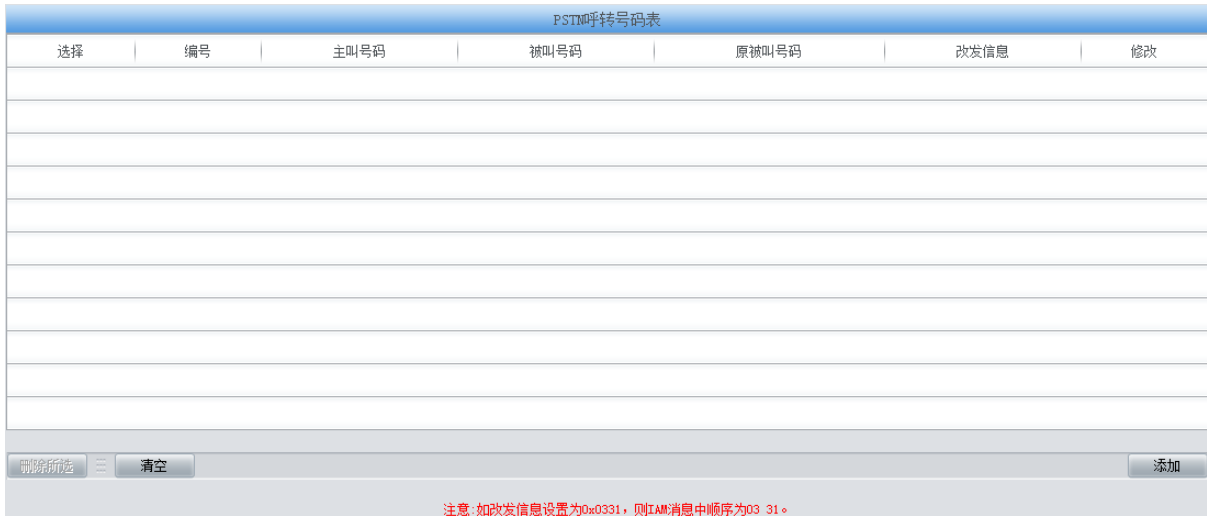 PSTN呼转号码表
选择 编号 主叫号码 被叫号码 原被叫号码 改发信息 修改
删除所选 清空 添加
注意:如改发信息设置为0x0331，则IAM消息中顺序为03 31。